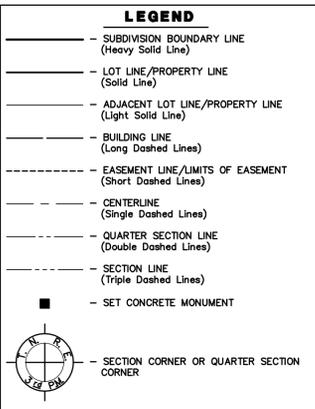 LEGEND
– SUBDIVISION BOUNDARY LINE
(Heavy Solid Line)
– LOT LINE/PROPERTY LINE
(Solid Line)
– ADJACENT LOT LINE/PROPERTY LINE
(Light Solid Line)
– BUILDING LINE
(Long Dashed Lines)
– EASEMENT LINE/LIMITS OF EASEMENT
(Short Dashed Lines)
– CENTERLINE
(Single Dashed Lines)
– QUARTER SECTION LINE
(Double Dashed Lines)
– SECTION LINE
(Triple Dashed Lines)
– SET CONCRETE MONUMENT
T. N. R. E.
3rd PM
– SECTION CORNER OR QUARTER SECTION
CORNER